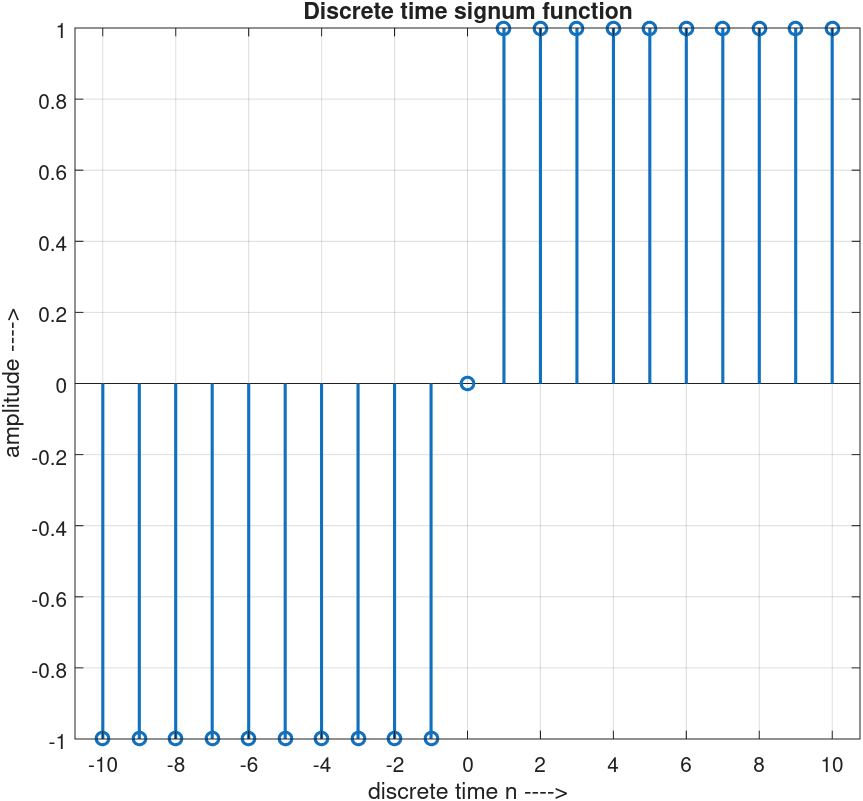 Discrete time signum function
1
0.8
0.6
0.4
0.2
0
-0.2
-0.4
-0.6
-0.8
-1
amplitude ---->
-10 -8 -6 -4 -2 0 2 4 6 8 10
discrete time n ---->